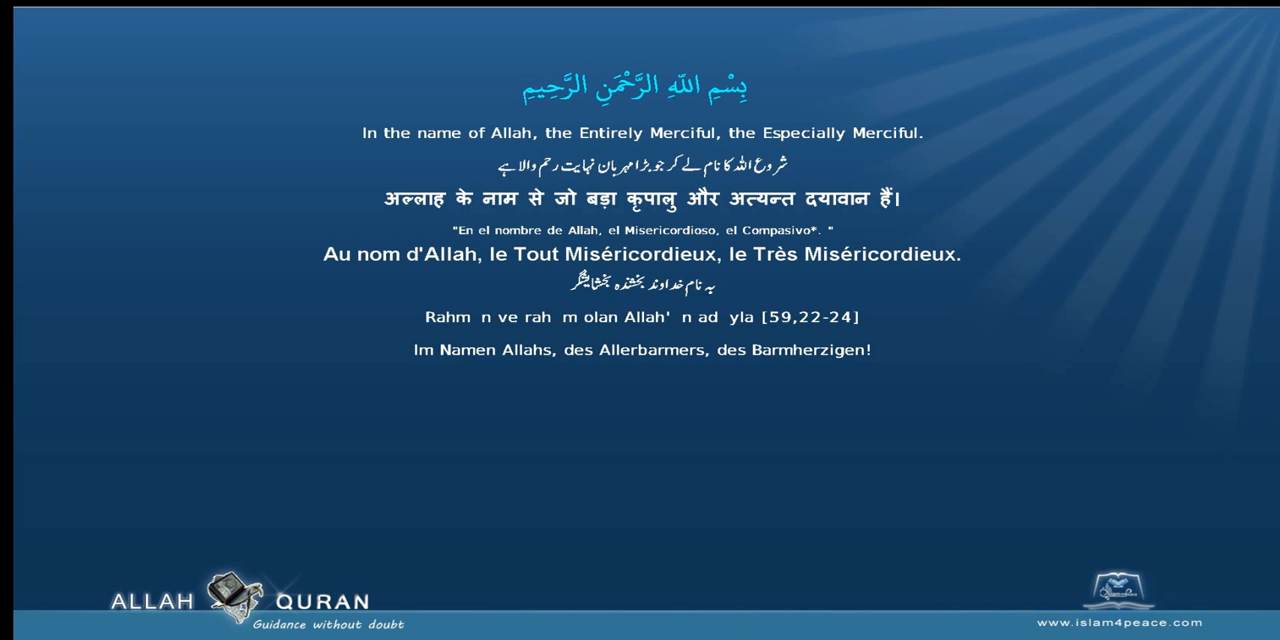 بِسْمِ اللّهِ الرَّحْمَنِ الرَّحِيمِ
In the name of Allah, the Entirely Merciful, the Especially Merciful.
شروع اللہ کا نام لے کر جو بڑا مہربان نہایت رحم والا ہے
अल्लाह के नाम से जो बड़ा कृपालु और अत्यन्त दयावान हैं।
"En el nombre de Allah, el Misericordioso, el Compasivo*. "
Au nom d'Allah, le Tout Miséricordieux, le Très Miséricordieux.
به نام خداوند بخشنده بخشایشگر
Rahm n ve rah m olan Allah' n ad yla [59,22-24]
Im Namen Allahs, des Allerbarmers, des Barmherzigen!
ALLAH QURAN
Guidance without doubt
www.islam4peace.com